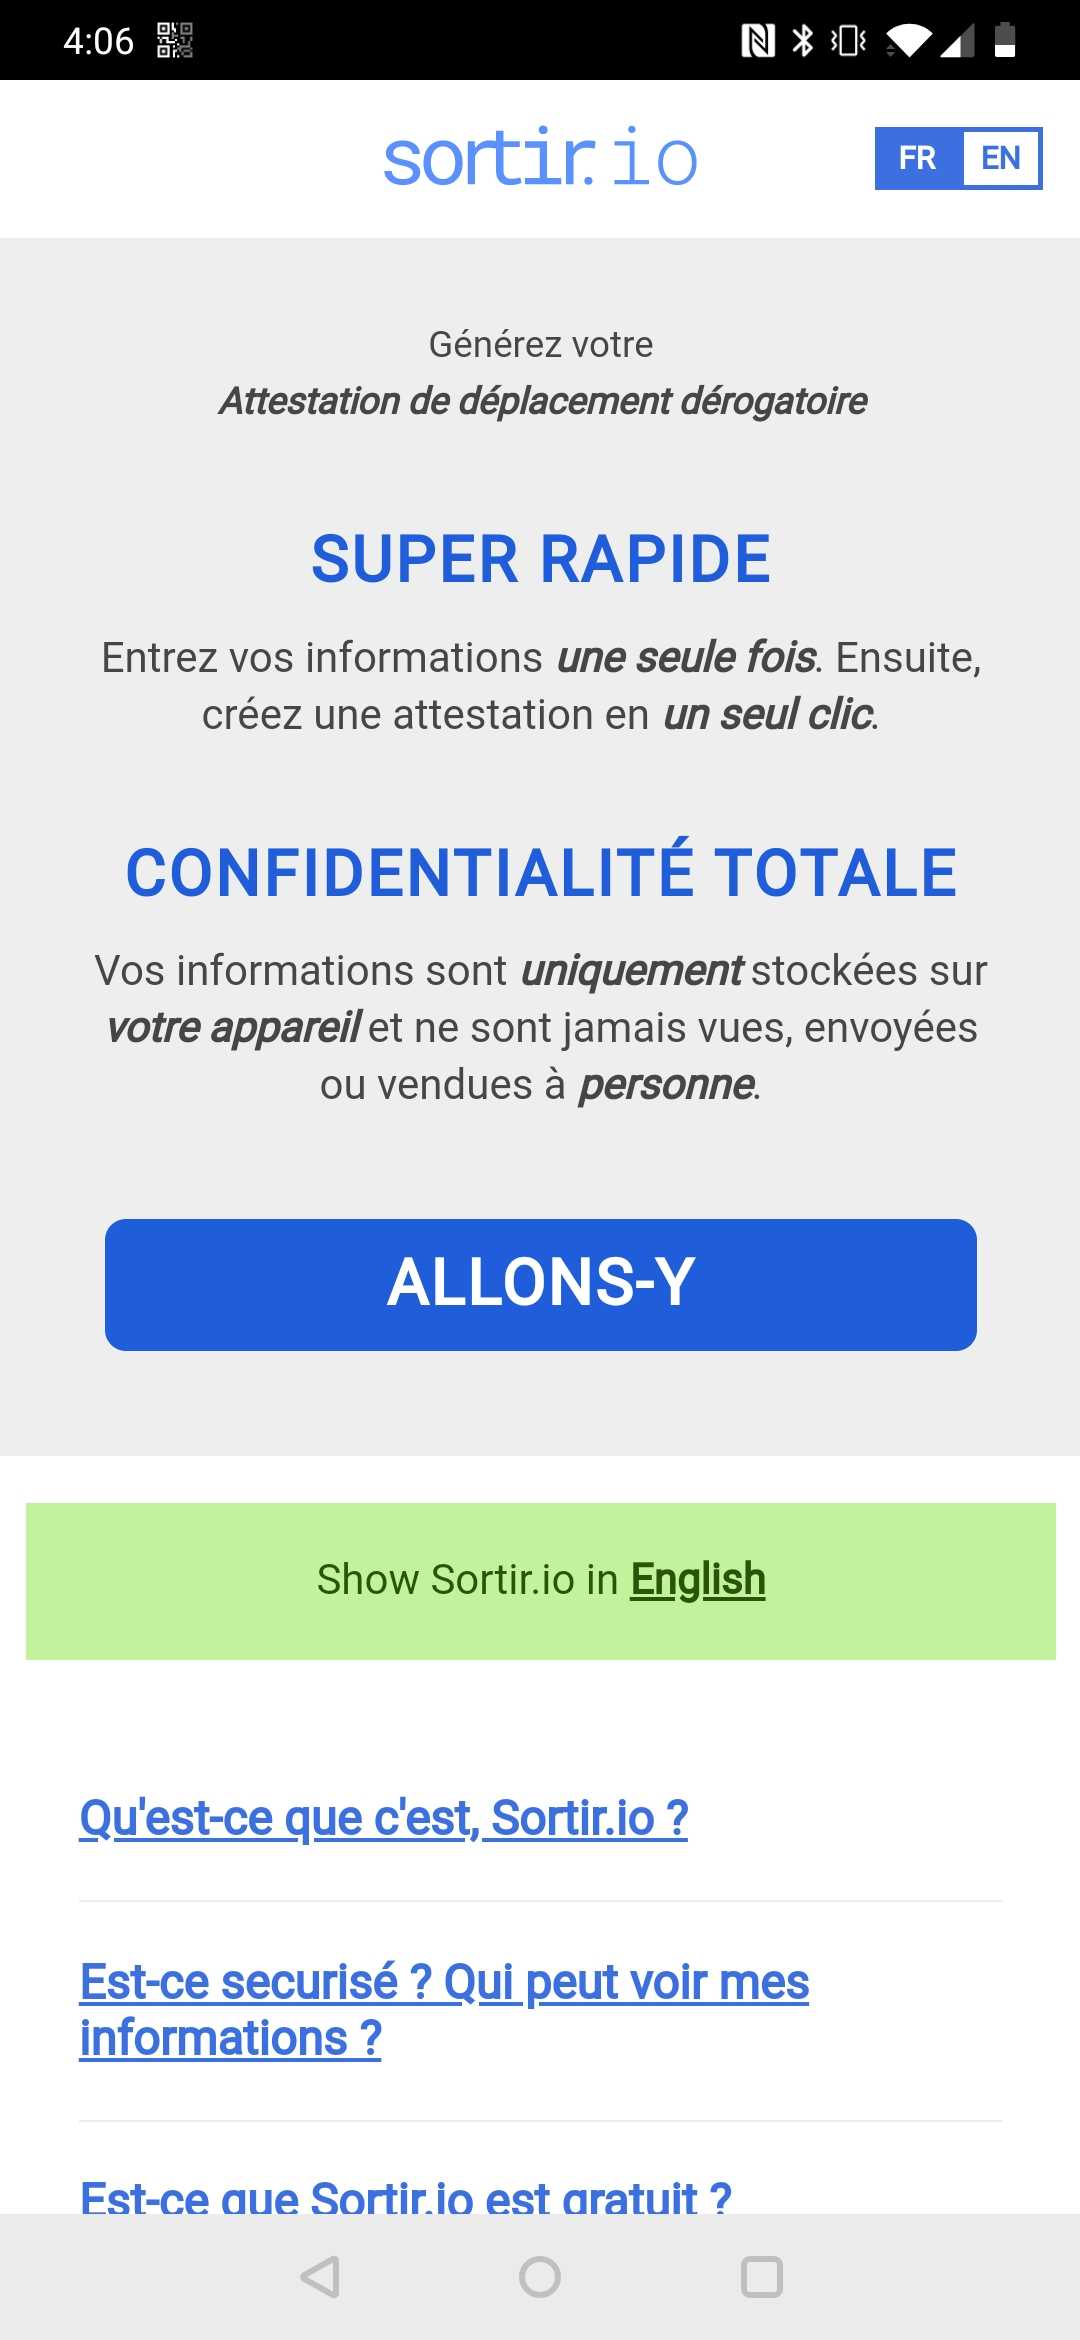 4:06
sortir.io
FR EN
Générez votre
Attestation de déplacement dérogatoire
SUPER RAPIDE
Entrez vos informations une seule fois. Ensuite,
créez une attestation en un seul clic.
CONFIDENTIALITÉ TOTALE
Vos informations sont uniquement stockées sur
votre appareil et ne sont jamais vues, envoyées
ou vendues à personne.
ALLONS-Y
Show Sortir.io in English
Qu'est-ce que c'est, Sortir.io ?
Est-ce securisé ? Qui peut voir mes
informations ?
Est-ce que Sortir.io est gratuit ?